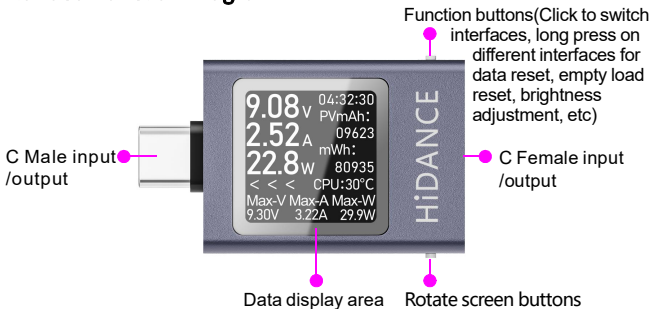 Function buttons(Click to switch
interfaces, long press on
different interfaces for
data reset, empty load
reset, brightness
adjustment, etc)
9.08V 04:32:30
PVmAh:
2.52A 09623
mWh:
22.8W 80935
< < < CPU:30°C
Max-V Max-A Max-W
9.30V 3.22A 29.9W
HiDANCE
C Male input
/output
C Female input
/output
Data display area
Rotate screen buttons